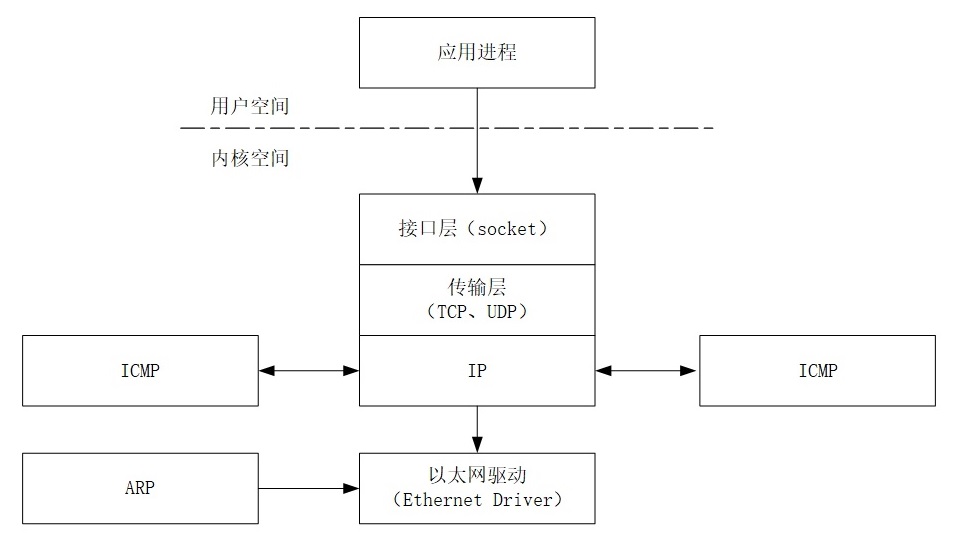 应用进程
用户空间
内核空间
接口层（socket）
传输层
（TCP、UDP）
ICMP
IP
ICMP
ARP
以太网驱动
（Ethernet Driver）